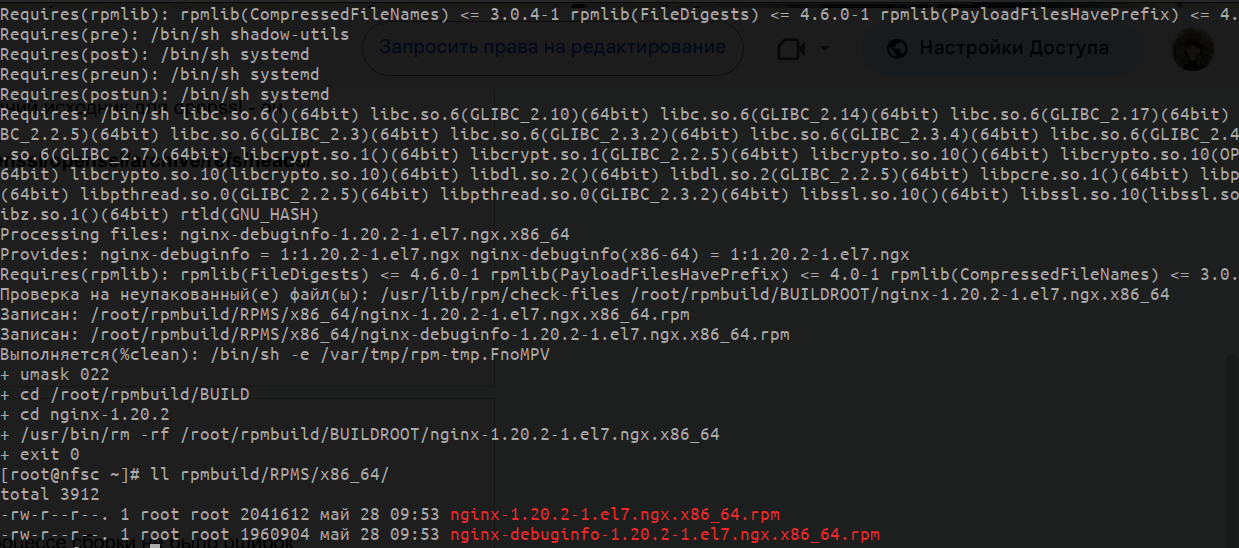 Requires(rpmlib): rpmlib(CompressedFileNames) <= 3.0.4-1 rpmlib(FileDigests) <= 4.6.0-1 rpmlib(PayloadFilesHavePrefix) <= 4.
Requires(pre): /bin/sh shadow-utils
Запросить права на редактирование
Настройки Доступа
Requires(post): /bin/sh systemd
Requires(preun): /bin/sh systemd
Requires(postun): /bin/sh systemd
Requires: /bin/sh libc.so.6()(64bit) libc.so.6(GLIBC_2.10)(64bit) libc.so.6(GLIBC_2.14)(64bit) libc.so.6(GLIBC_2.17)(64bit)
BC_2.2.5)(64bit) libc.so.6(GLIBC_2.3)(64bit) libc.so.6(GLIBC_2.3.2)(64bit) libc.so.6(GLIBC_2.3.4)(64bit) libc.so.6(GLIBC_2.4
.so.6(GLIBC_2.7)(64bit) libcrypt.so.1()(64bit) libcrypt.so.1(GLIBC_2.2.5)(64bit) libcrypto.so.10()(64bit) libcrypto.so.10(OP
64bit) libcrypto.so.10(libcrypto.so.10)(64bit) libdl.so.2()(64bit) libdl.so.2(GLIBC_2.2.5)(64bit) libpcre.so.1()(64bit) libp
(64bit) libpthread.so.0(GLIBC_2.2.5)(64bit) libpthread.so.0(GLIBC_2.3.2)(64bit) libssl.so.10()(64bit) libssl.so.10(libssl.so
ibz.so.1()(64bit) rtld(GNU_HASH)
Processing files: nginx-debuginfo-1.20.2-1.el7.ngx.x86_64
Provides: nginx-debuginfo = 1:1.20.2-1.el7.ngx nginx-debuginfo(x86-64) = 1:1.20.2-1.el7.ngx
Requires(rpmlib): rpmlib(FileDigests) <= 4.6.0-1 rpmlib(PayloadFilesHavePrefix) <= 4.0-1 rpmlib(CompressedFileNames) <= 3.0.
Проверка на неупакованный(е) файл(ы): /usr/lib/rpm/check-files /root/rpmbuild/BUILDROOT/nginx-1.20.2-1.el7.ngx.x86_64
Записан: /root/rpmbuild/RPMS/x86_64/nginx-1.20.2-1.el7.ngx.x86_64.rpm
Записан: /root/rpmbuild/RPMS/x86_64/nginx-debuginfo-1.20.2-1.el7.ngx.x86_64.rpm
Выполняется(%clean): /bin/sh -e /var/tmp/rpm-tmp.FnoMPV
+ umask 022
+ cd /root/rpmbuild/BUILD
+ cd nginx-1.20.2
+ /usr/bin/rm -rf /root/rpmbuild/BUILDROOT/nginx-1.20.2-1.el7.ngx.x86_64
+ exit 0
[root@nfsc ~]# ll rpmbuild/RPMS/x86_64/
total 3912
-rw-r--r--. 1 root root 2041612 май 28 09:53 nginx-1.20.2-1.el7.ngx.x86_64.rpm
-rw-r--r--. 1 root root 1960904 май 28 09:53 nginx-debuginfo-1.20.2-1.el7.ngx.x86_64.rpm